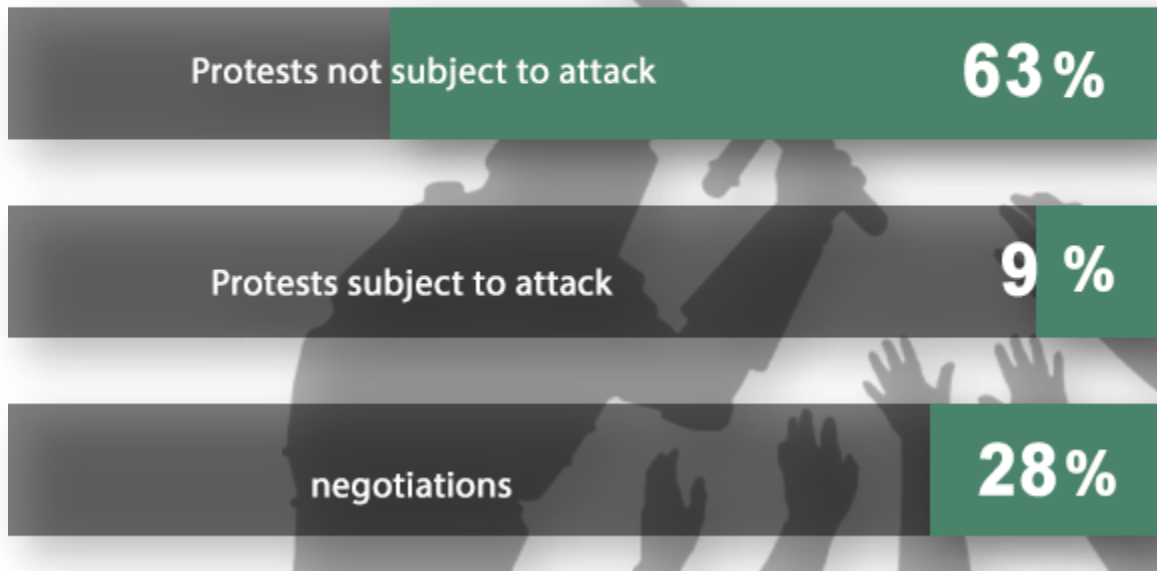 Protests not subject to attack 63%
Protests subject to attack 9 %
negotiations 28%